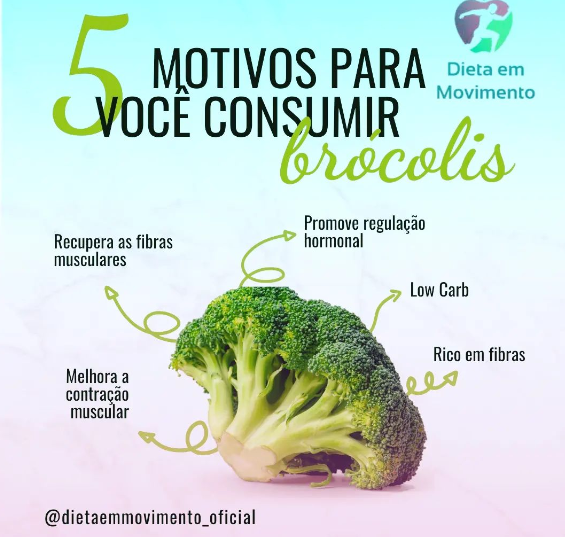 5 MOTIVOS PARA
VOCÊ CONSUMIR
brócolis
Dieta em
Movimento
Promove regulação
hormonal
Recupera as fibras
musculares
Low Carb
Rico em fibras
Melhora a
contração
muscular
@dietaemmovimento_oficial